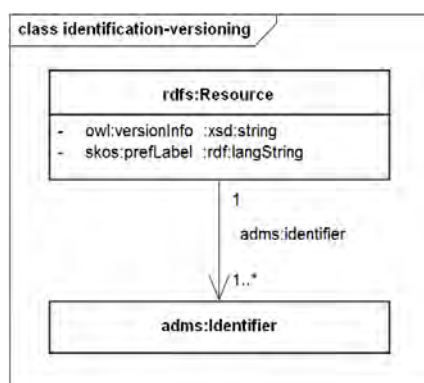 class identification-versioning
rdfs:Resource
- owl:versionInfo :xsd:string
- skos:prefLabel :rdf:langString
1
adms:identifier
1..*
adms:Identifier